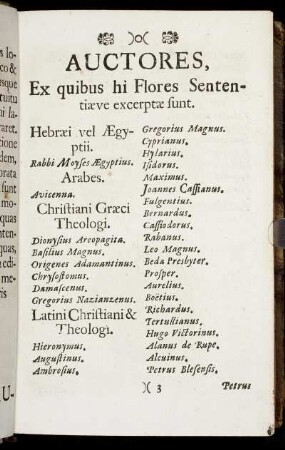 )o(
AUCTORES,
Ex quibus hi Flores Senten-
tiæve excerptæ sunt.
Hebræi vel Ægy-
ptii.
Rabbi Moyses Ægyptius.
Arabes.
Avicenna.
Christiani Græci
Theologi.
Dionysius Areopagita.
Basilius Magnus.
Origenes Adamantinus.
Chrysostomus.
Damascenus.
Gregorius Nazianzenus.
Latini Christiani &
Theologi.
Hieronymus.
Augustinus.
Ambrosius.
Gregorius Magnus.
Cyprianus.
Hylarius.
Isidorus.
Maximus.
Joannes Cassianus.
Fulgentius.
Bernardus.
Cassiodorus.
Rabanus.
Leo Magnus.
Beda Presbyter.
Prosper.
Aurelius.
Boëtius.
Richardus.
Tertullianus.
Hugo Victorinus.
Alanus de Rupe.
Alcuinus.
Petrus Blesensis.
)( 3
Petrus